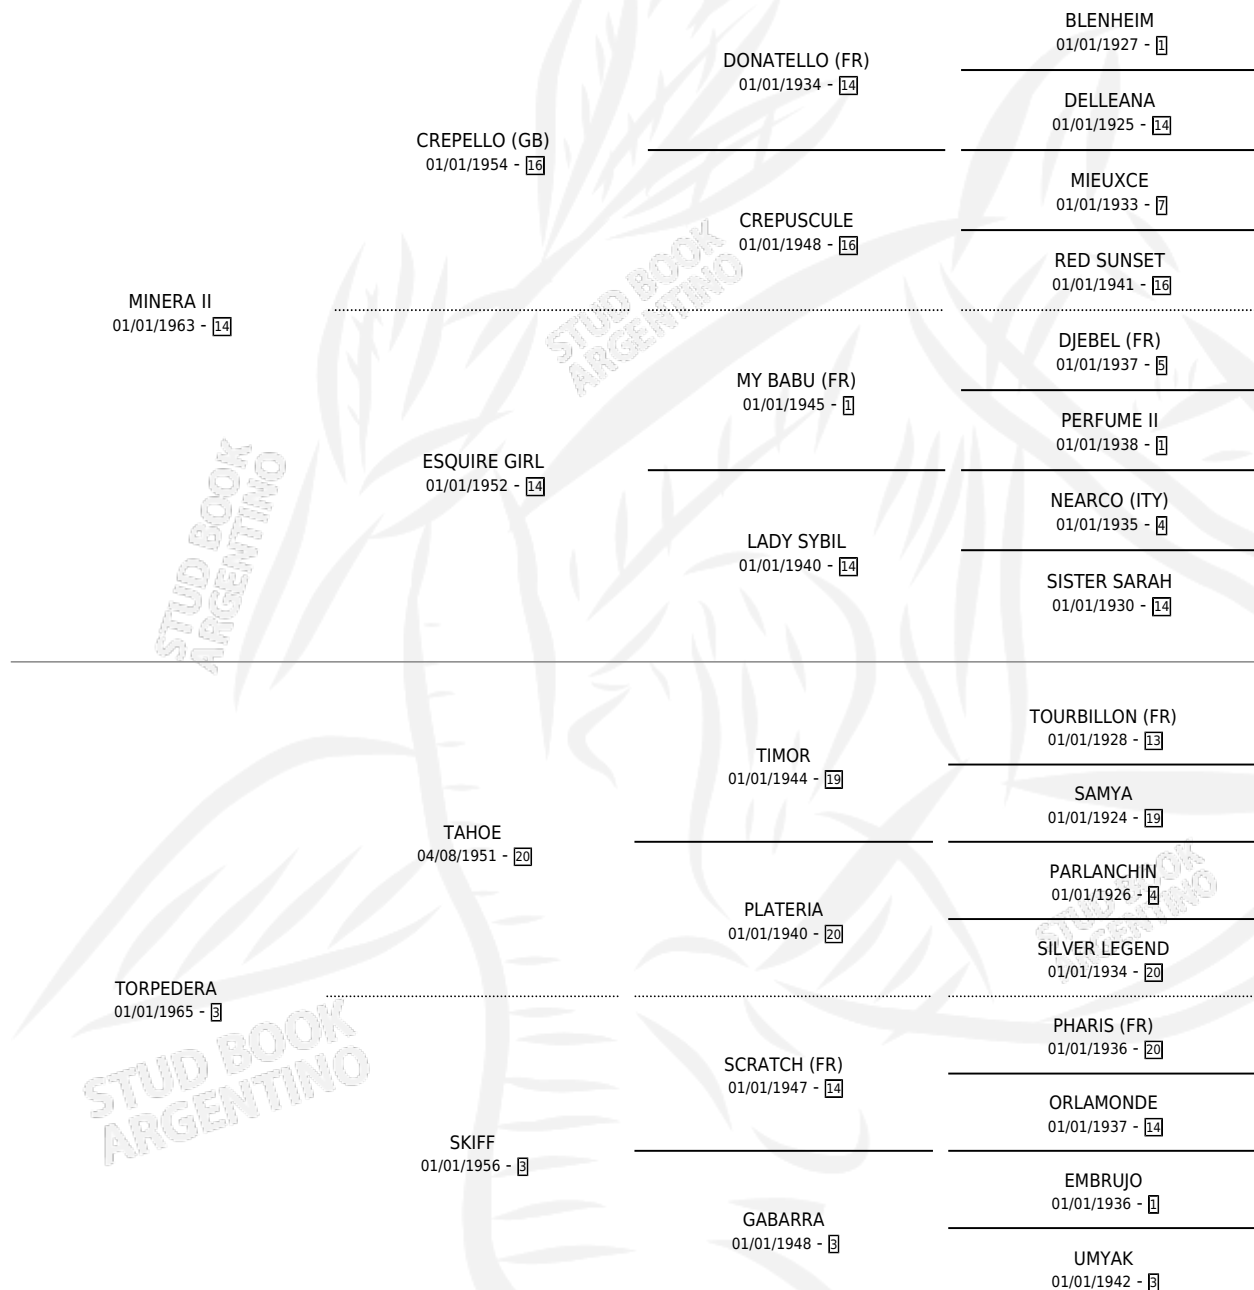 BLENHEIM
01/01/1927 - 1
DONATELLO (FR)
01/01/1934 - 14
DELLEANA
01/01/1925 - 14
CREPELLO (GB)
01/01/1954 - 16
MIEUXCE
01/01/1933 - 7
CREPUSCULE
01/01/1948 - 16
RED SUNSET
01/01/1941 - 16
MINERA II
01/01/1963 - 14
DJEBEL (FR)
01/01/1937 - 5
MY BABU (FR)
01/01/1945 - 1
PERFUME II
01/01/1938 - 1
ESQUIRE GIRL
01/01/1952 - 14
NEARCO (ITY)
01/01/1935 - 4
LADY SYBIL
01/01/1940 - 14
SISTER SARAH
01/01/1930 - 14
STUD BOOK
ARGENTINO
STUD BOOK
ARGENTINO
TOURBILLON (FR)
01/01/1928 - 13
TIMOR
01/01/1944 - 19
SAMYA
01/01/1924 - 19
TAHOE
04/08/1951 - 20
PARLANCHIN
01/01/1926 - 4
PLATERIA
01/01/1940 - 20
SILVER LEGEND
01/01/1934 - 20
STUD BOOK
ARGENTINO
TORPEDERA
01/01/1965 - 3
PHARIS (FR)
01/01/1936 - 20
SCRATCH (FR)
01/01/1947 - 14
ORLAMONDE
01/01/1937 - 14
SKIFF
01/01/1956 - 3
EMBRUJO
01/01/1936 - 1
GABARRA
01/01/1948 - 3
UMYAK
01/01/1942 - 3
STUD BOOK
ARGENTINO